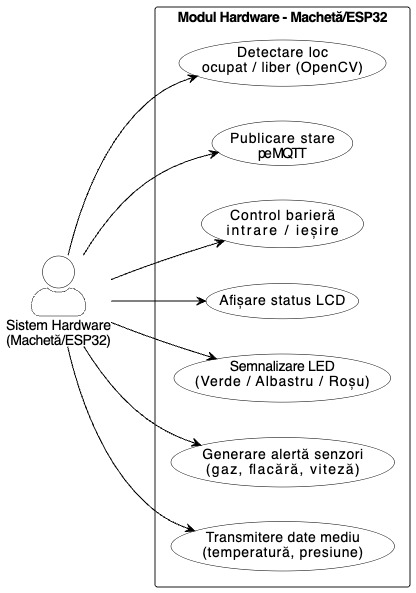 Modul Hardware - Machetă/ESP32
Detectare loc
ocupat / liber (OpenCV)
Publicare stare
pe MQTT
Control barieră
intrare / ieșire
Afișare status LCD
Sistem Hardware
(Machetă/ESP32)
Semnalizare LED
(Verde / Albastru / Roșu)
Generare alertă senzori
(gaz, flacără, viteză)
Transmitere date mediu
(temperatură, presiune)